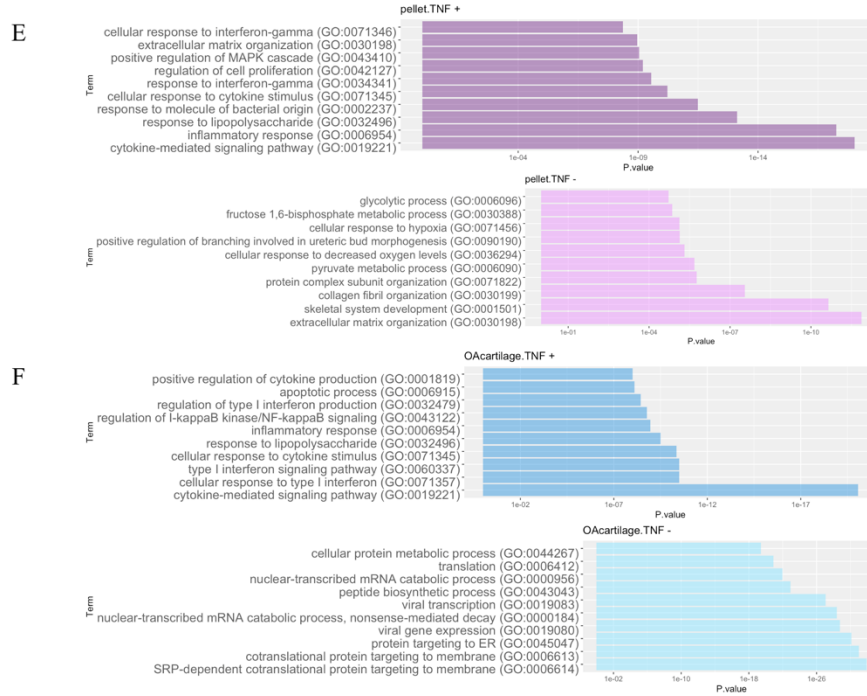 E
pellet.TNF +
Term
cellular response to interferon-gamma (GO:0071346)
extracellular matrix organization (GO:0030198)
positive regulation of MAPK cascade (GO:0043410)
regulation of cell proliferation (GO:0042127)
response to interferon-gamma (GO:0034341)
cellular response to cytokine stimulus (GO:0071345)
response to molecule of bacterial origin (GO:0002237)
response to lipopolysaccharide (GO:0032496)
inflammatory response (GO:0006954)
cytokine-mediated signaling pathway (GO:0019221)
1e-04 1e-09 1e-14
P.value
pellet.TNF -
Term
glycolytic process (GO:0006096)
fructose 1,6-bisphosphate metabolic process (GO:0030388)
cellular response to hypoxia (GO:0071456)
positive regulation of branching involved in ureteric bud morphogenesis (GO:0090190)
cellular response to decreased oxygen levels (GO:0036294)
pyruvate metabolic process (GO:0006090)
protein complex subunit organization (GO:0071822)
collagen fibril organization (GO:0030199)
skeletal system development (GO:0001501)
extracellular matrix organization (GO:0030198)
1e-01 1e-04 1e-07 1e-10
P.value
F
OAcartilage.TNF +
Term
positive regulation of cytokine production (GO:0001819)
apoptotic process (GO:0006915)
regulation of type I interferon production (GO:0032479)
regulation of I-kappaB kinase/NF-kappaB signaling (GO:0043122)
inflammatory response (GO:0006954)
response to lipopolysaccharide (GO:0032496)
cellular response to cytokine stimulus (GO:0071345)
type I interferon signaling pathway (GO:0060337)
cellular response to type I interferon (GO:0071357)
cytokine-mediated signaling pathway (GO:0019221)
1e-02 1e-07 1e-12 1e-17
P.value
OAcartilage.TNF -
Term
cellular protein metabolic process (GO:0044267)
translation (GO:0006412)
nuclear-transcribed mRNA catabolic process (GO:0000956)
peptide biosynthetic process (GO:0043043)
viral transcription (GO:0019083)
nuclear-transcribed mRNA catabolic process, nonsense-mediated decay (GO:0000184)
viral gene expression (GO:0019080)
protein targeting to ER (GO:0045047)
cotranslational protein targeting to membrane (GO:0006613)
SRP-dependent cotranslational protein targeting to membrane (GO:0006614)
1e-02 1e-10 1e-18 1e-26
P.value